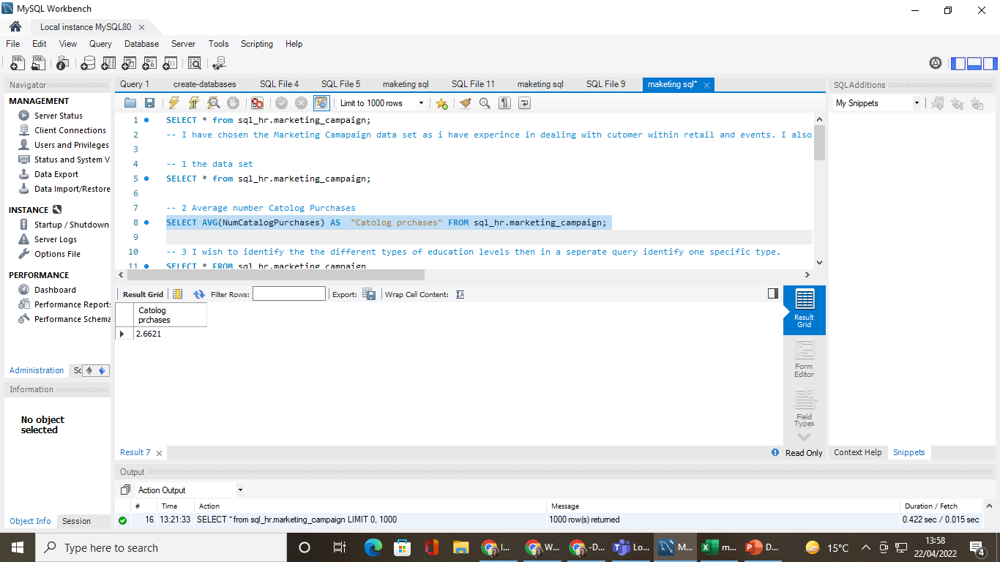 MySQL Workbench
Local instance MySQL80
File Edit View Query Database Server Tools Scripting Help
Navigator
MANAGEMENT
Server Status
Client Connections
Users and Privileges
Status and System V
Data Export
Data Import/Restore
INSTANCE
Startup / Shutdown
Server Logs
Options File
PERFORMANCE
Dashboard
Performance Reports
Performance Schema
Administration Sc
Information
No object
selected
Object Info Session
Query 1 create-databases SQL File 4 SQL File 5 maketing sql SQL File 11 maketing sql SQL File 9 maketing sql*
Limit to 1000 rows
1 SELECT * from sql_hr.marketing_campaign;
2 -- I have chosen the Marketing Camapaign data set as i have experince in dealing with cutomer within retail and events. I also
3
4 -- 1 the data set
5 SELECT * from sql_hr.marketing_campaign;
6
7 -- 2 Average number Catolog Purchases
8 SELECT AVG(NumCatalogPurchases) AS "Catolog prchases" FROM sql_hr.marketing_campaign;
9
10 -- 3 I wish to identify the the different types of education levels then in a seperate query identify one specific type.
11 SELECT * FROM sql_hr.marketing_campaign
Result Grid Filter Rows: Export: Wrap Cell Content:
Catolog
prchases
2.6621
Result
Grid
Form
Editor
Field
Types
Result 7
Read Only
SQLAdditions
My Snippets
Context Help Snippets
Output
Action Output
# Time Action Message Duration / Fetch
16 13:21:33 SELECT * from sql_hr.marketing_campaign LIMIT 0, 1000 1000 row(s) returned 0.422 sec / 0.015 sec
Type here to search
I... W... -D... Lo... M... m... D...
15°C
13:58
22/04/2022
4